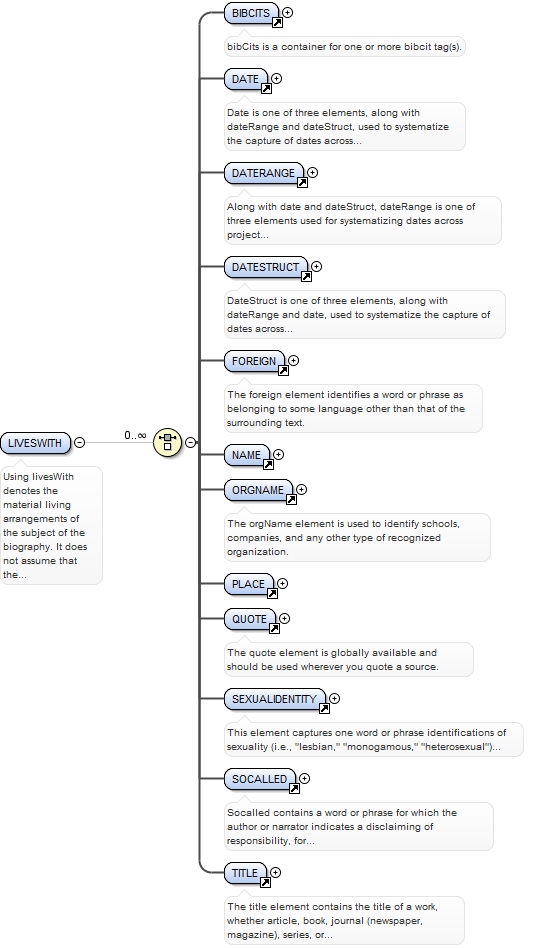 BIBCITS
bibCits is a container for one or more bibcit tag(s).
DATE
Date is one of three elements, along with
dateRange and dateStruct, used to systematize
the capture of dates across...
DATERANGE
Along with date and dateStruct, dateRange is one of
three elements used for systematizing dates across
project...
DATESTRUCT
DateStruct is one of three elements, along with
dateRange and date, used to systematize the capture of
dates across...
FOREIGN
The foreign element identifies a word or phrase as
belonging to some language other than that of the
surrounding text.
LIVESWITH
0..∞
Using livesWith
denotes the
material living
arrangements of
the subject of the
biography. It does
not assume that
the...
NAME
ORGNAME
The orgName element is used to identify schools,
companies, and any other type of recognized
organization.
PLACE
QUOTE
The quote element is globally available and
should be used wherever you quote a source.
SEXUALIDENTITY
This element captures one word or phrase identifications of
sexuality (i.e., "lesbian," "monogamous," "heterosexual")...
SOCALLED
Socalled contains a word or phrase for which the
author or narrator indicates a disclaiming of
responsibility, for...
TITLE
The title element contains the title of a work,
whether article, book, journal (newspaper,
magazine), series, or...